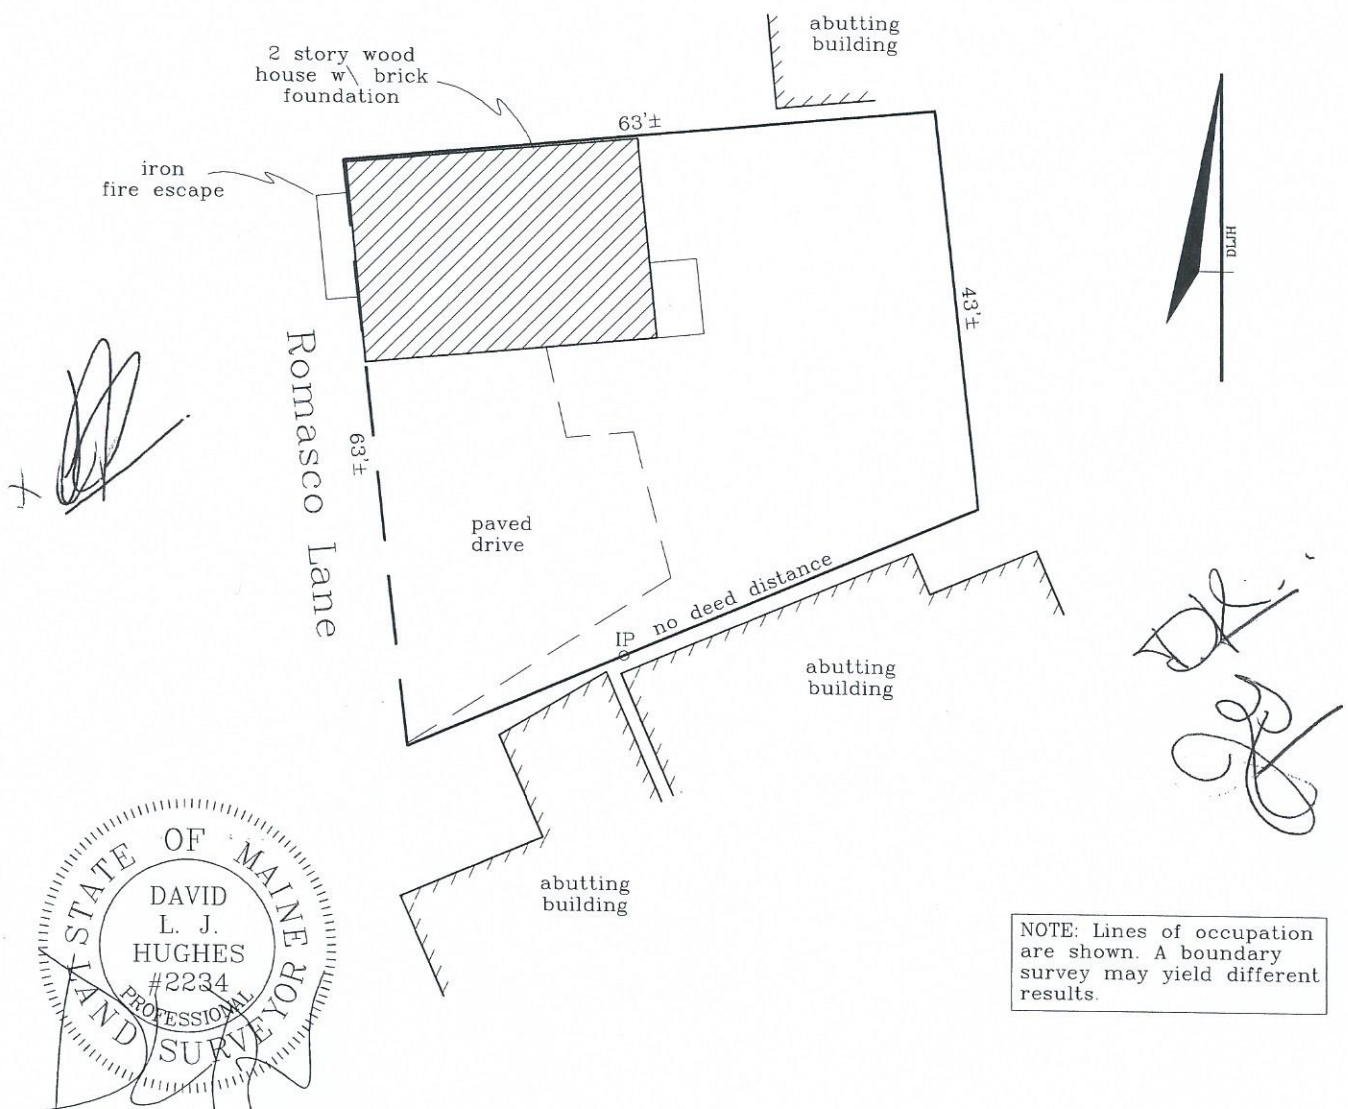 abutting
building
2 story wood
house w\ brick
foundation
63'±
iron
fire escape
DLJH
43'±
Romasco Lane
63'±
paved
drive
IP no deed distance
abutting
building
abutting
building
STATE OF MAINE
DAVID
L. J.
HUGHES
#2234
PROFESSIONAL
LAND SURVEYOR
NOTE: Lines of occupation
are shown. A boundary
survey may yield different
results.